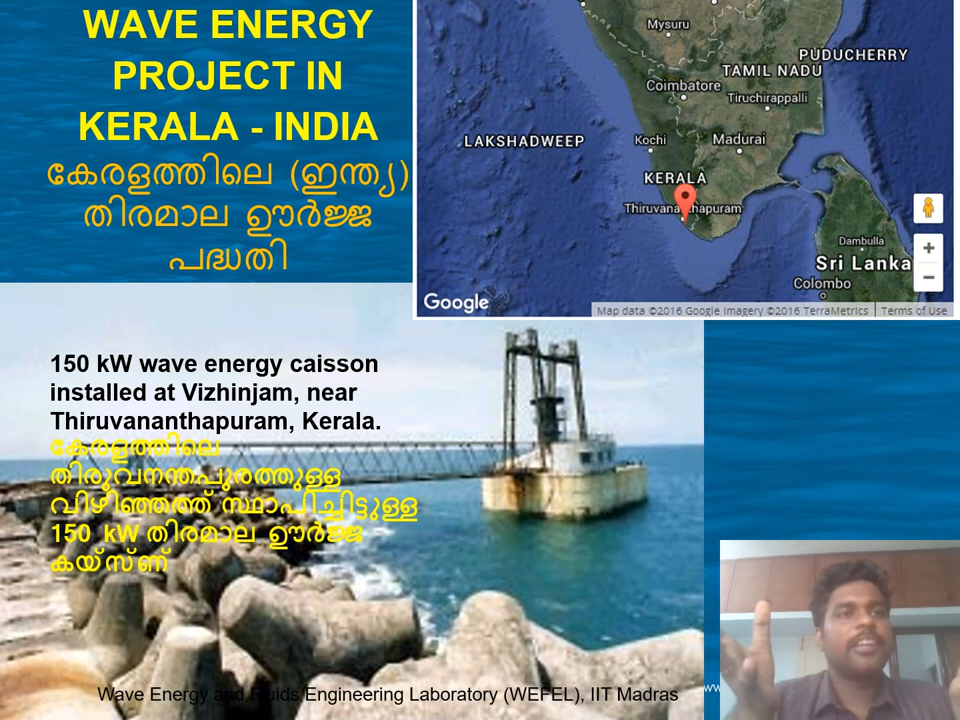 WAVE ENERGY
PROJECT IN
KERALA - INDIA
കേരളത്തിലെ (ഇന്ത്യ)
തിരമാല ഊർജ്ജ
പദ്ധതി
Mysuru
PUDUCHERRY
TAMIL NADU
Coimbatore
Tiruchirappalli
LAKSHADWEEP
Kochi
Madurai
KERALA
Thiruvananthapuram
Dambulla
Sri Lanka
Colombo
Google
Map data ©2016 Google Imagery ©2016 TerraMetrics
Terms of Use
150 kW wave energy caisson
installed at Vizhinjam, near
Thiruvananthapuram, Kerala.
കേരളത്തിലെ
തിരുവനന്തപുരത്തുള്ള
വിഴിഞ്ഞത്ത് സ്ഥാപിച്ചിട്ടുള്ള
150 kW തിരമാല ഊർജ്ജ
കയ്സ്ണ്
Wave Energy and Fluids Engineering Laboratory (WEFEL), IIT Madras